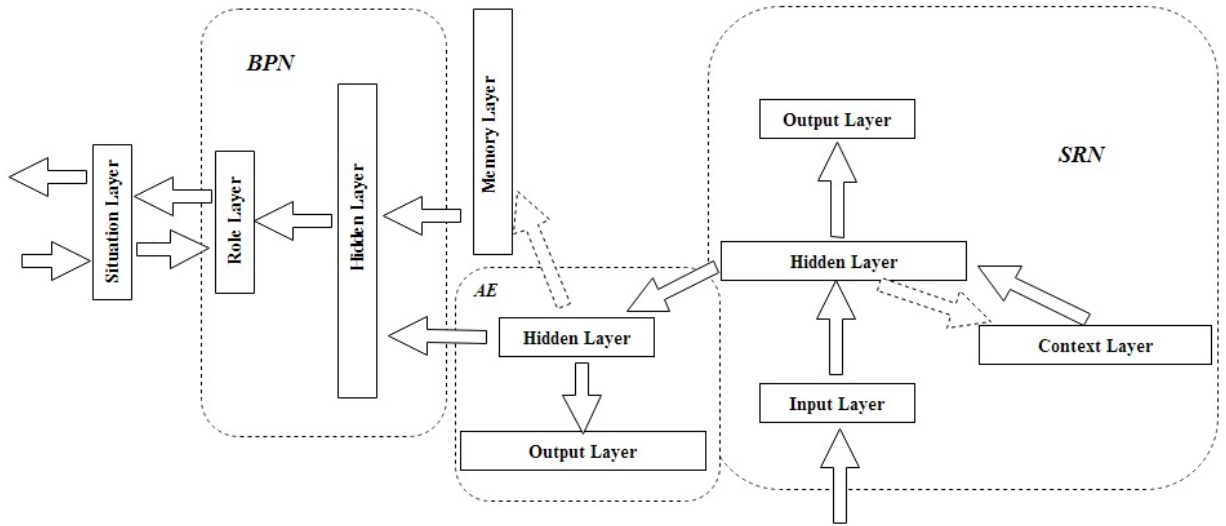 BPN
Situation Layer
Role Layer
Hidden Layer
Memory Layer
AE
Hidden Layer
Output Layer
SRN
Output Layer
Hidden Layer
Context Layer
Input Layer